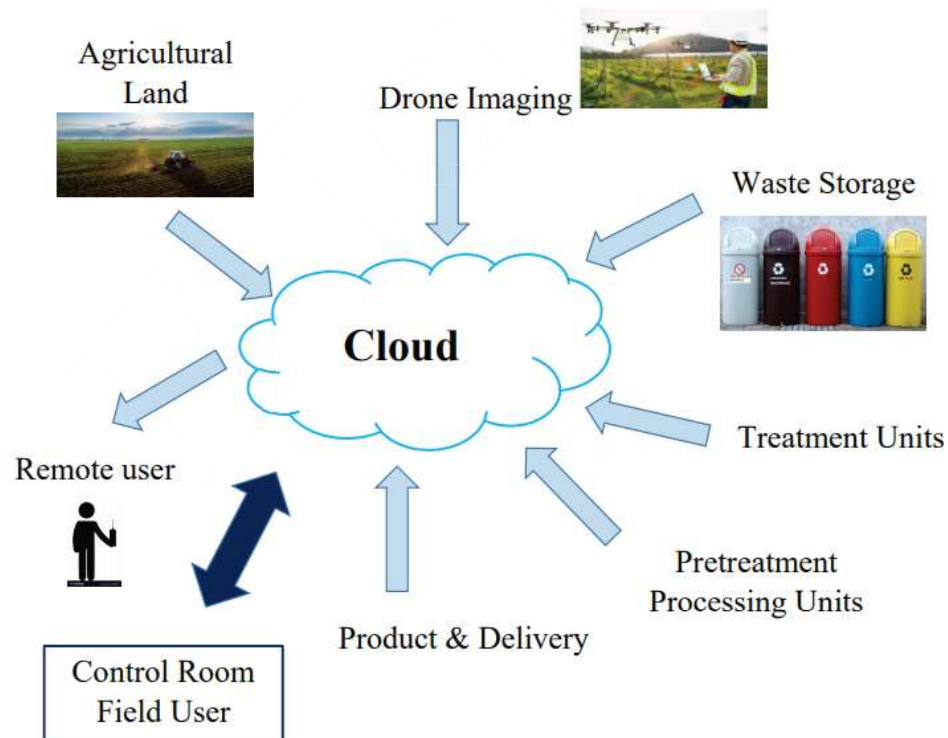 Agricultural
Land
Drone Imaging
Waste Storage
Cloud
Treatment Units
Remote user
Pretreatment
Processing Units
Product & Delivery
Control Room
Field User